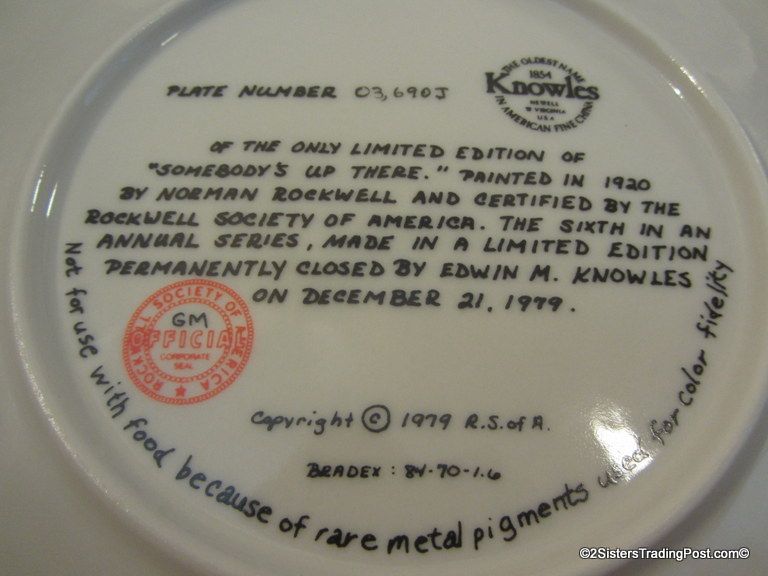 PLATE NUMBER 03,690J
THE OLDEST NAME
1854
Knowles
NEWELL
W VIRGINIA
U.S.A
IN AMERICAN FINE CHINA
OF THE ONLY LIMITED EDITION OF
"SOMEBODY'S UP THERE." PAINTED IN 1920
BY NORMAN ROCKWELL AND CERTIFIED BY THE
ROCKWELL SOCIETY OF AMERICA. THE SIXTH IN AN
ANNUAL SERIES, MADE IN A LIMITED EDITION
PERMANENTLY CLOSED BY EDWIN M. KNOWLES
ON DECEMBER 21, 1979.
ROCKWELL SOCIETY OF AMERICA
GM
OFFICIAL
CORPORATE
SEAL
Copyright © 1979 R.S.of A.
BRADEX: 84-70-1.6
Not for use with food because of rare metal pigments used for color fidelity
©2SistersTradingPost.com©